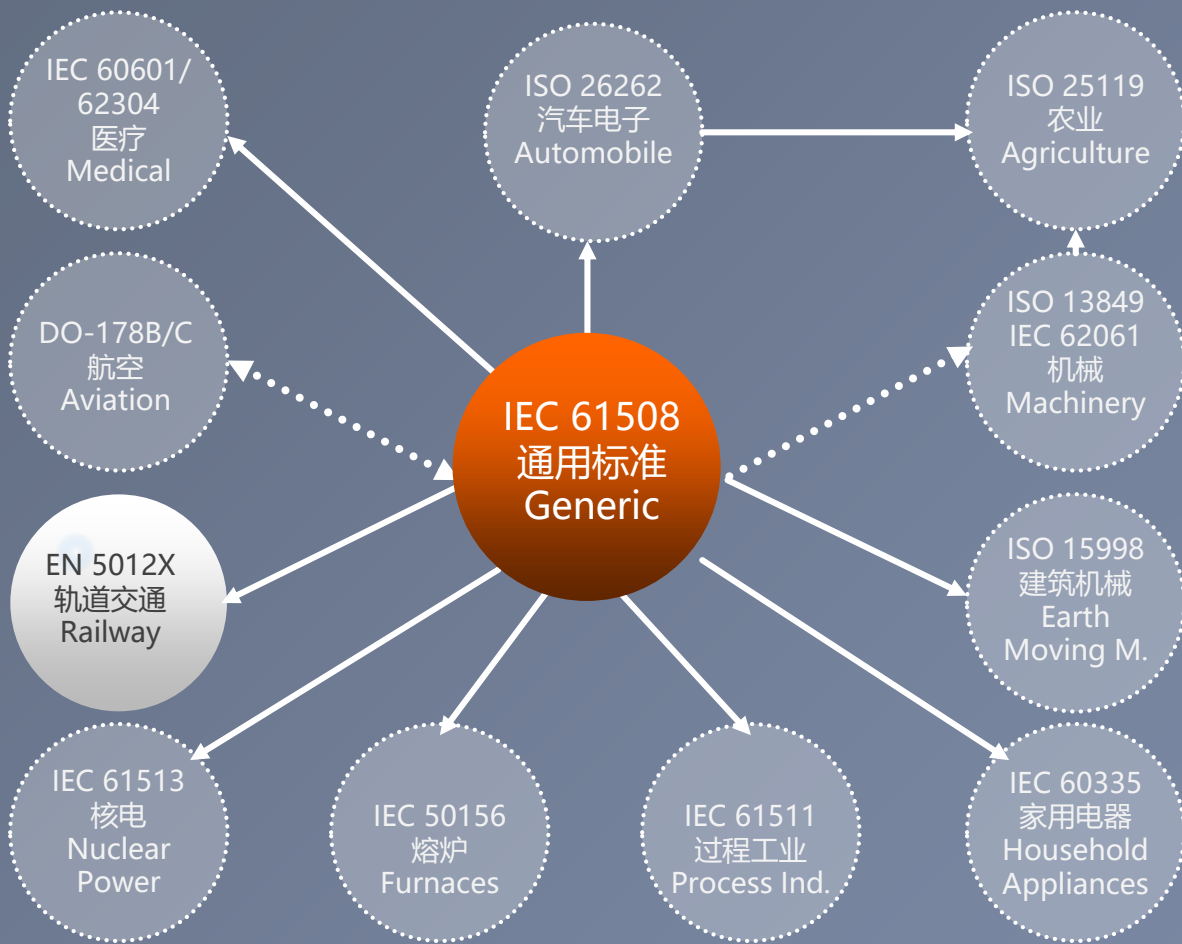 IEC 60601/
62304
医疗
Medical
ISO 26262
汽车电子
Automobile
ISO 25119
农业
Agriculture
DO-178B/C
航空
Aviation
IEC 61508
通用标准
Generic
ISO 13849
IEC 62061
机械
Machinery
EN 5012X
轨道交通
Railway
ISO 15998
建筑机械
Earth
Moving M.
IEC 61513
核电
Nuclear
Power
IEC 50156
熔炉
Furnaces
IEC 61511
过程工业
Process Ind.
IEC 60335
家用电器
Household
Appliances